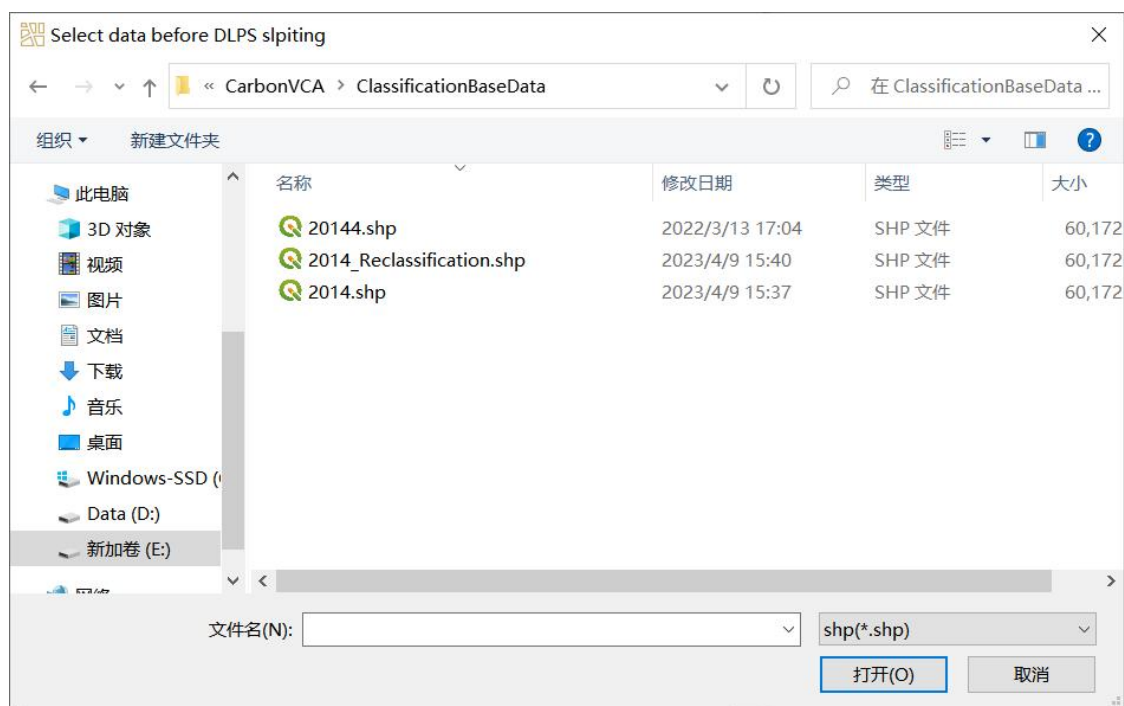 Select data before DLPS slpiting
« CarbonVCA > ClassificationBaseData
在 ClassificationBaseData ...
组织 新建文件夹
名称 修改日期 类型 大小
此电脑
3D 对象
视频
图片
文档
下载
音乐
桌面
Windows-SSD (
Data (D:)
新加卷 (E:)
20144.shp 2022/3/13 17:04 SHP 文件 60,172
2014_Reclassification.shp 2023/4/9 15:40 SHP 文件 60,172
2014.shp 2023/4/9 15:37 SHP 文件 60,172
文件名(N):
shp(*.shp)
打开(O) 取消